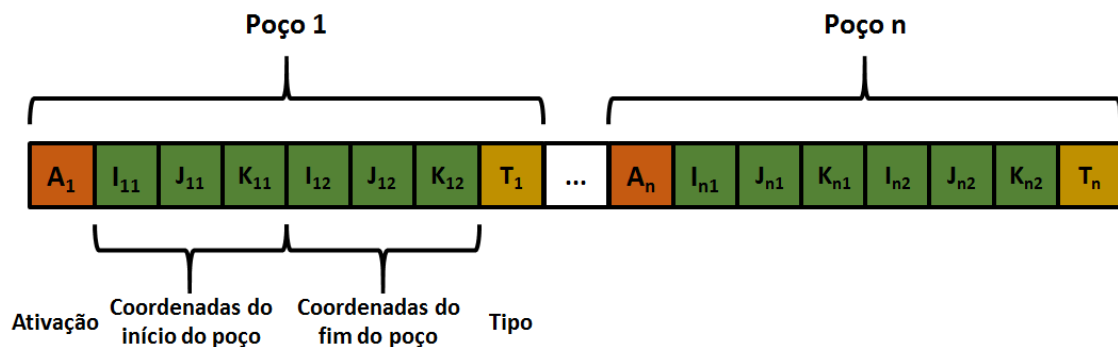 Poço 1 Poço n
A₁ I₁₁ J₁₁ K₁₁ I₁₂ J₁₂ K₁₂ T₁ ... Aₙ Iₙ₁ Jₙ₁ Kₙ₁ Iₙ₂ Jₙ₂ Kₙ₂ Tₙ
Ativação Coordenadas do início do poço Coordenadas do fim do poço Tipo